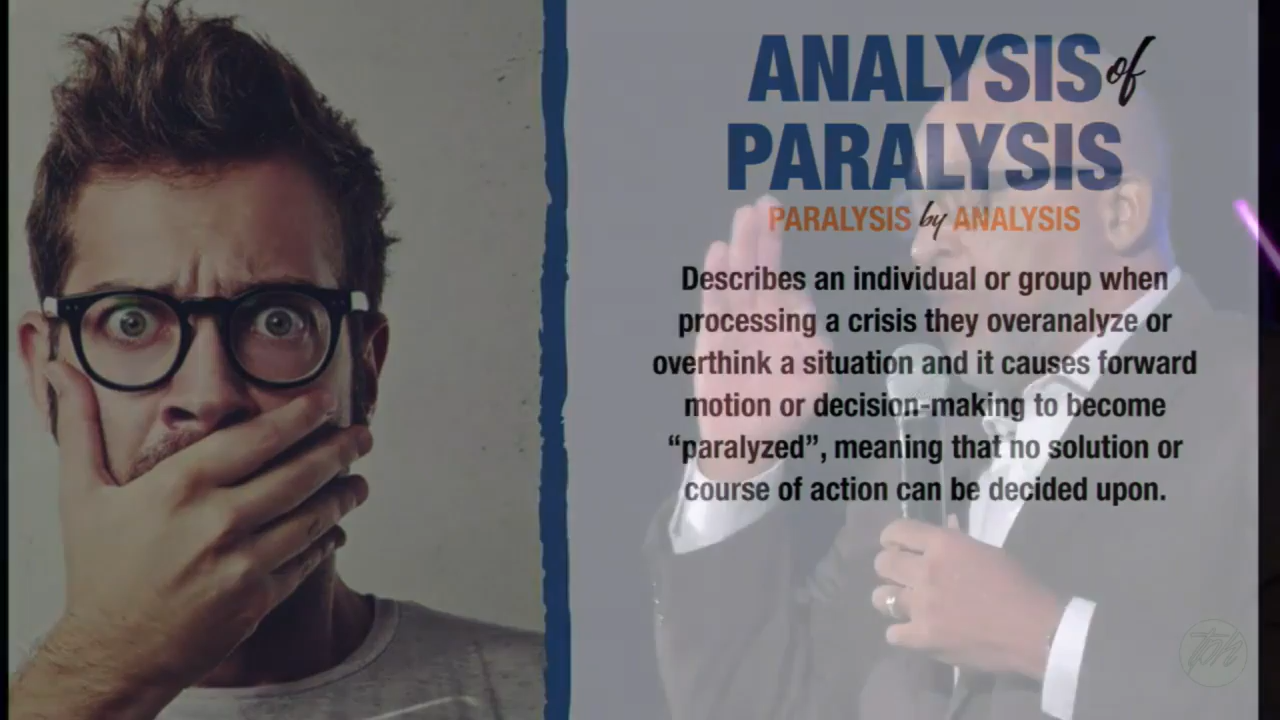 ANALYSIS of
PARALYSIS
PARALYSIS by ANALYSIS
Describes an individual or group when
processing a crisis they overanalyze or
overthink a situation and it causes forward
motion or decision-making to become
“paralyzed”, meaning that no solution or
course of action can be decided upon.